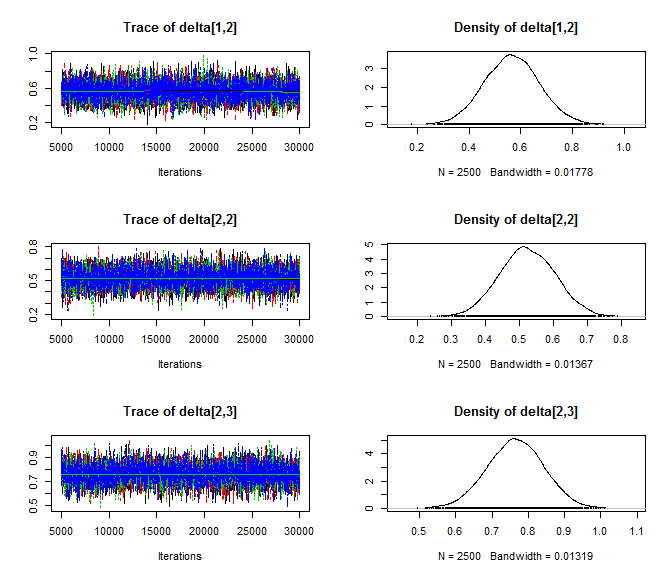 Trace of delta[1,2]
0.2 0.6 1.0
5000 10000 15000 20000 25000 30000
Iterations
Density of delta[1,2]
0 1 2 3
0.2 0.4 0.6 0.8 1.0
N = 2500 Bandwidth = 0.01778
Trace of delta[2,2]
0.2 0.5 0.8
5000 10000 15000 20000 25000 30000
Iterations
Density of delta[2,2]
0 1 2 3 4 5
0.2 0.3 0.4 0.5 0.6 0.7 0.8
N = 2500 Bandwidth = 0.01367
Trace of delta[2,3]
0.5 0.7 0.9
5000 10000 15000 20000 25000 30000
Iterations
Density of delta[2,3]
0 2 4
0.5 0.6 0.7 0.8 0.9 1.0 1.1
N = 2500 Bandwidth = 0.01319